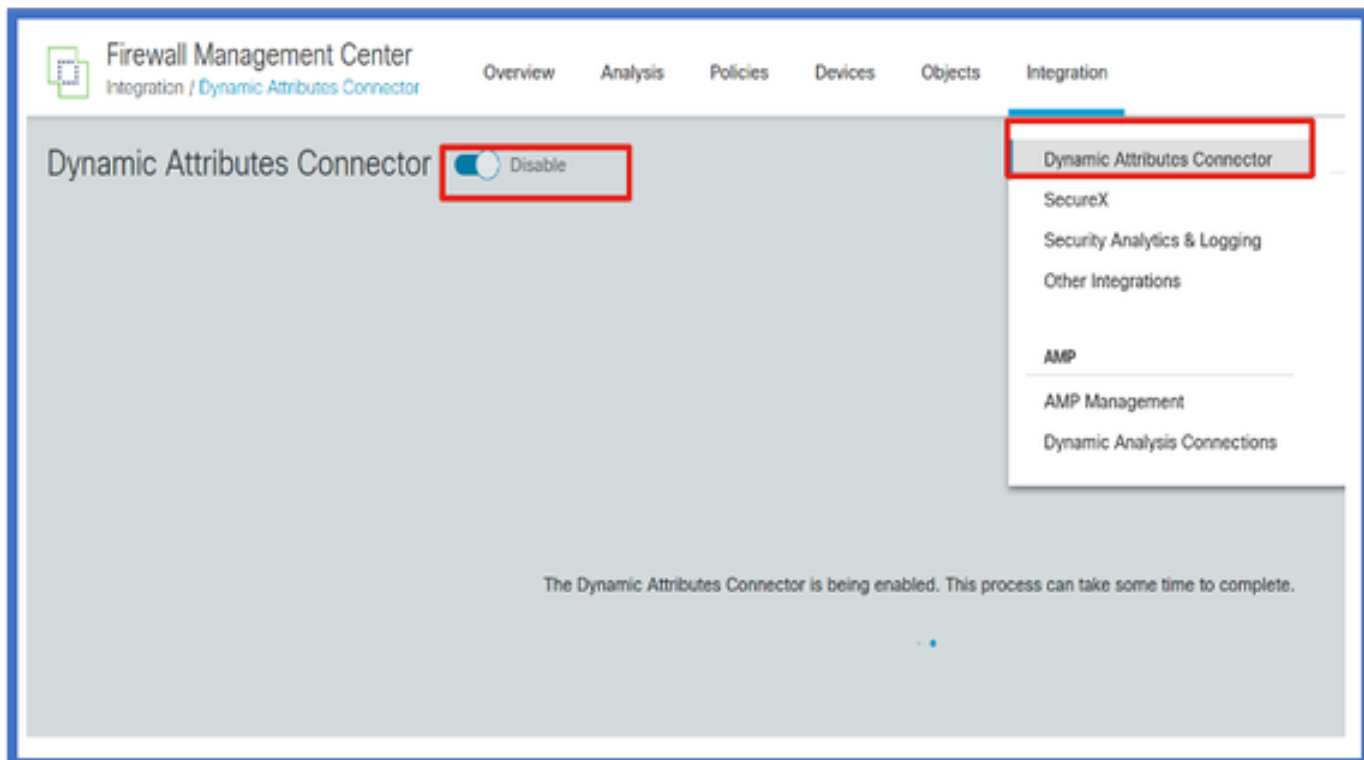 Firewall Management Center
Integration / Dynamic Attributes Connector
Overview
Analysis
Policies
Devices
Objects
Integration
Dynamic Attributes Connector
Disable
Dynamic Attributes Connector
SecureX
Security Analytics & Logging
Other Integrations
AMP
AMP Management
Dynamic Analysis Connections
The Dynamic Attributes Connector is being enabled. This process can take some time to complete.